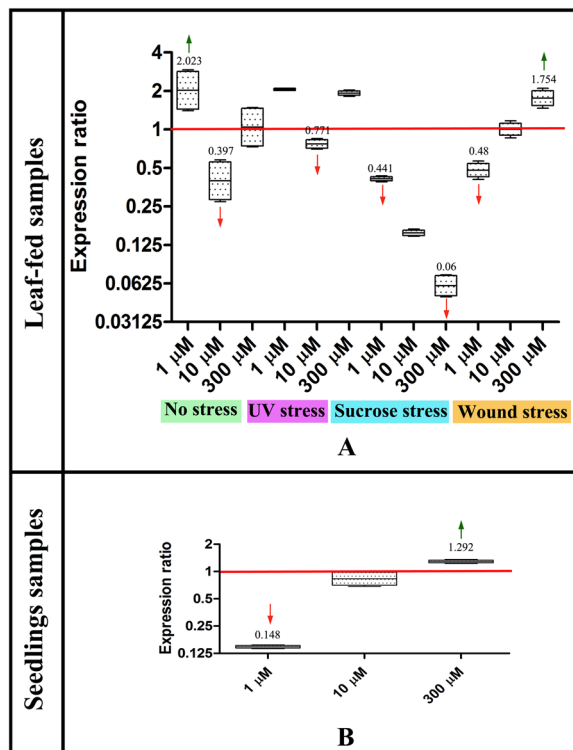 Leaf-fed samples
Expression ratio
4
2
1
0.5
0.25
0.125
0.0625
0.03125
2.023
0.397
0.771
0.441
0.06
0.48
1.754
1 µM
10 µM
300 µM
1 µM
10 µM
300 µM
1 µM
10 µM
300 µM
1 µM
10 µM
300 µM
No stress
UV stress
Sucrose stress
Wound stress
A
Seedlings samples
Expression ratio
2
1
0.5
0.25
0.125
0.148
1.292
1 µM
10 µM
300 µM
B